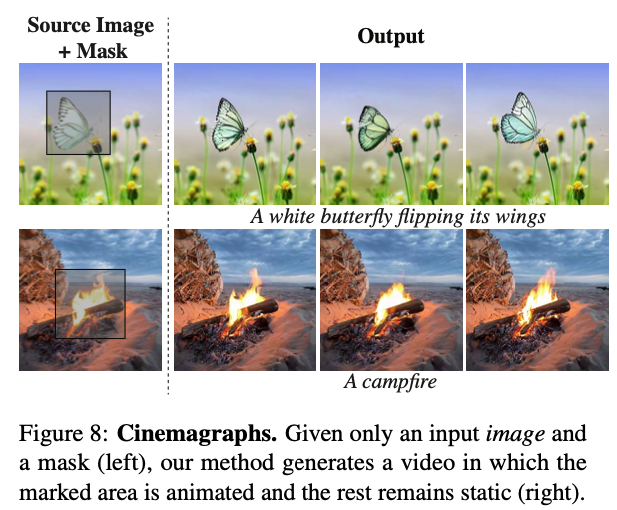 Source Image
+ Mask
Output
A white butterfly flipping its wings
A campfire
Figure 8: Cinemagraphs. Given only an input image and
a mask (left), our method generates a video in which the
marked area is animated and the rest remains static (right).